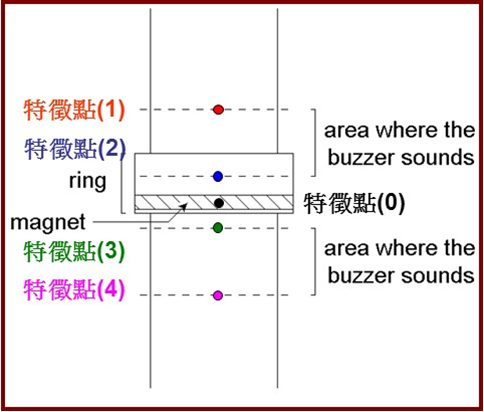 特徵點(1)
area where the
buzzer sounds
特徵點(2)
ring
特徵點(0)
magnet
特徵點(3)
area where the
buzzer sounds
特徵點(4)